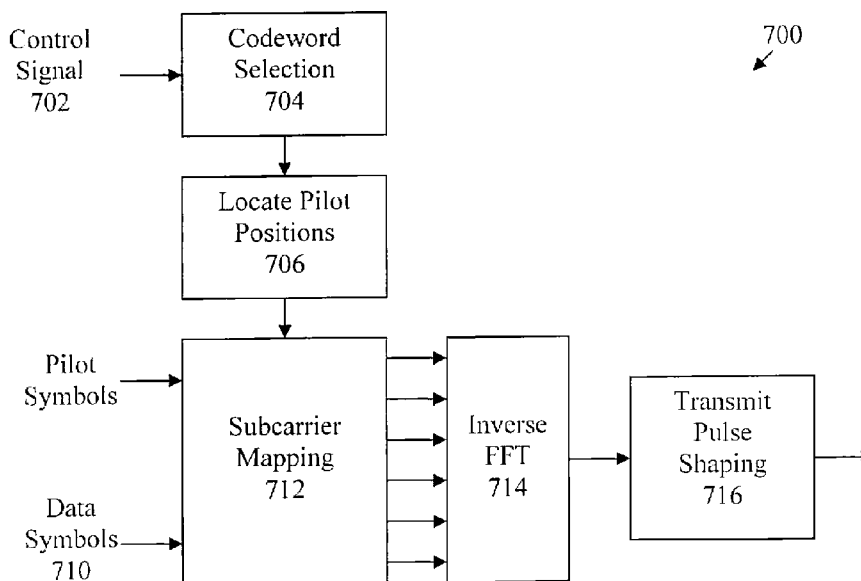 Control
Signal
702
Codeword
Selection
704
700
Locate Pilot
Positions
706
Pilot
Symbols
Subcarrier
Mapping
712
Inverse
FFT
714
Transmit
Pulse
Shaping
716
Data
Symbols
710